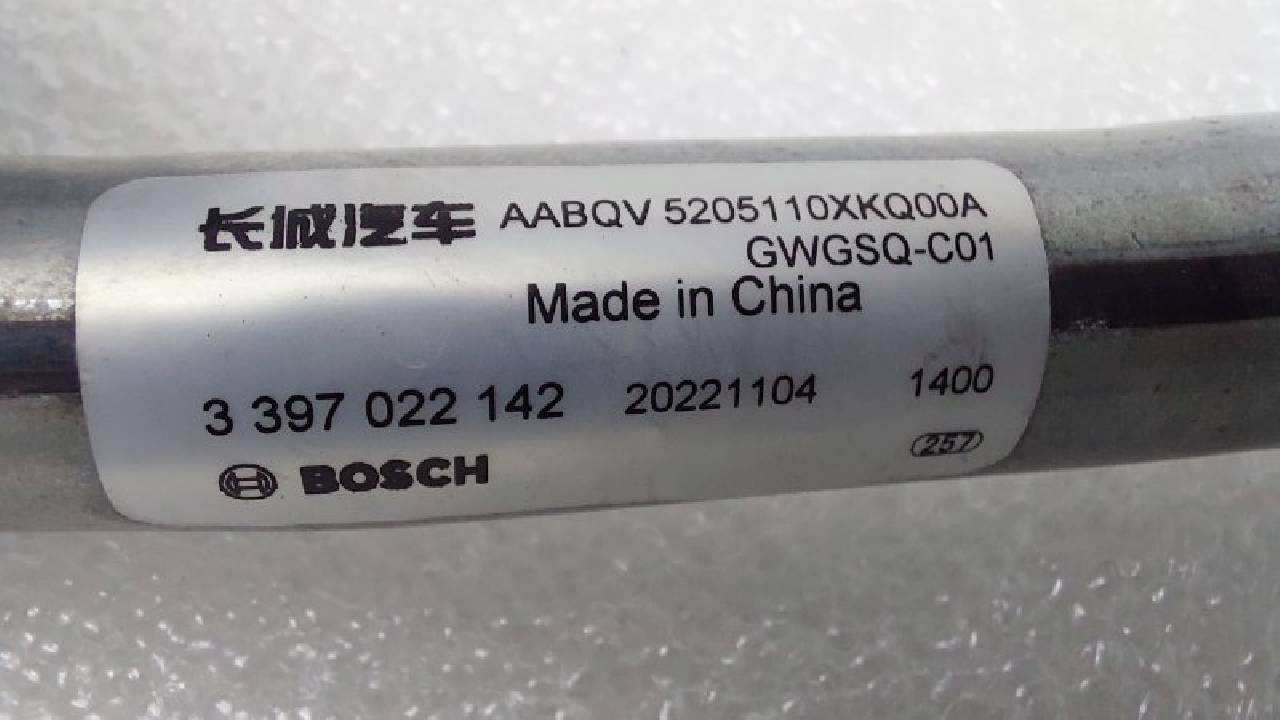 长城汽车 AABQV 5205110XKQ00A
GWGSQ-C01
Made in China
3 397 022 142 20221104 1400
BOSCH 257